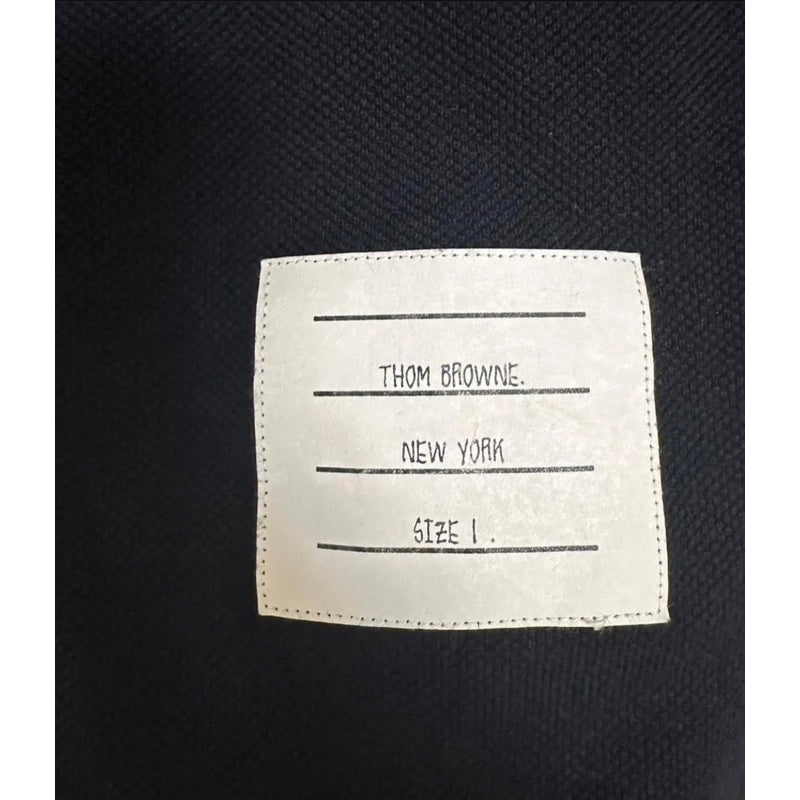 THOM BROWNE.
NEW YORK
SIZE 1 .